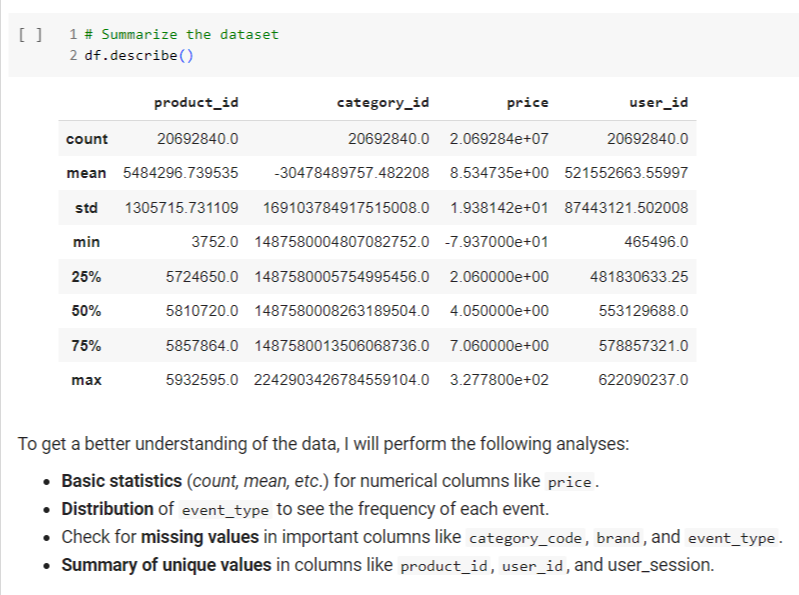 [ ] 1 # Summarize the dataset
2 df.describe()
product_id category_id price user_id
count 20692840.0 20692840.0 2.069284e+07 20692840.0
mean 5484296.739535 -30478489757.482208 8.534735e+00 521552663.55997
std 1305715.731109 169103784917515008.0 1.938142e+01 87443121.502008
min 3752.0 1487580004807082752.0 -7.937000e+01 465496.0
25% 5724650.0 1487580005754995456.0 2.060000e+00 481830633.25
50% 5810720.0 1487580008263189504.0 4.050000e+00 553129688.0
75% 5857864.0 1487580013506068736.0 7.060000e+00 578857321.0
max 5932595.0 2242903426784559104.0 3.277800e+02 622090237.0
To get a better understanding of the data, I will perform the following analyses:
• Basic statistics (count, mean, etc.) for numerical columns like price.
• Distribution of event_type to see the frequency of each event.
• Check for missing values in important columns like category_code, brand, and event_type.
• Summary of unique values in columns like product_id, user_id, and user_session.